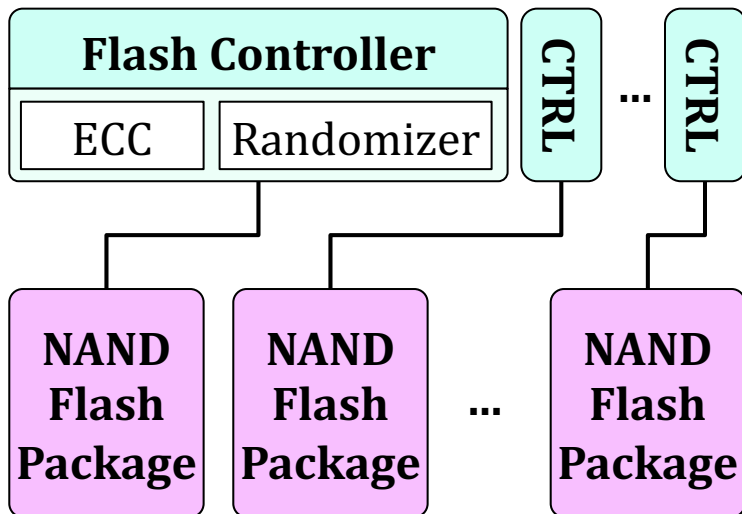 Flash Controller
ECC
Randomizer
CTRL
...
CTRL
NAND
Flash
Package
NAND
Flash
Package
...
NAND
Flash
Package